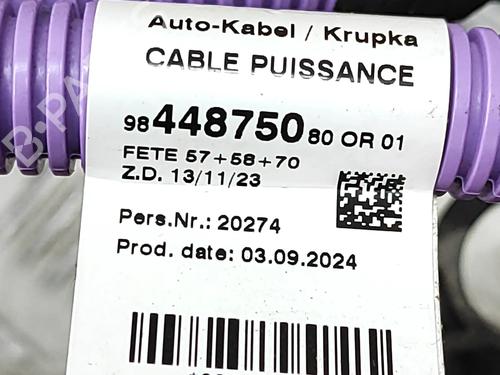 Auto-Kabel / Krupka
CABLE PUISSANCE
98 448750 80 OR 01
FETE 57+58+70
Z.D. 13/11/23
Pers.Nr.: 20274
Prod. date: 03.09.2024